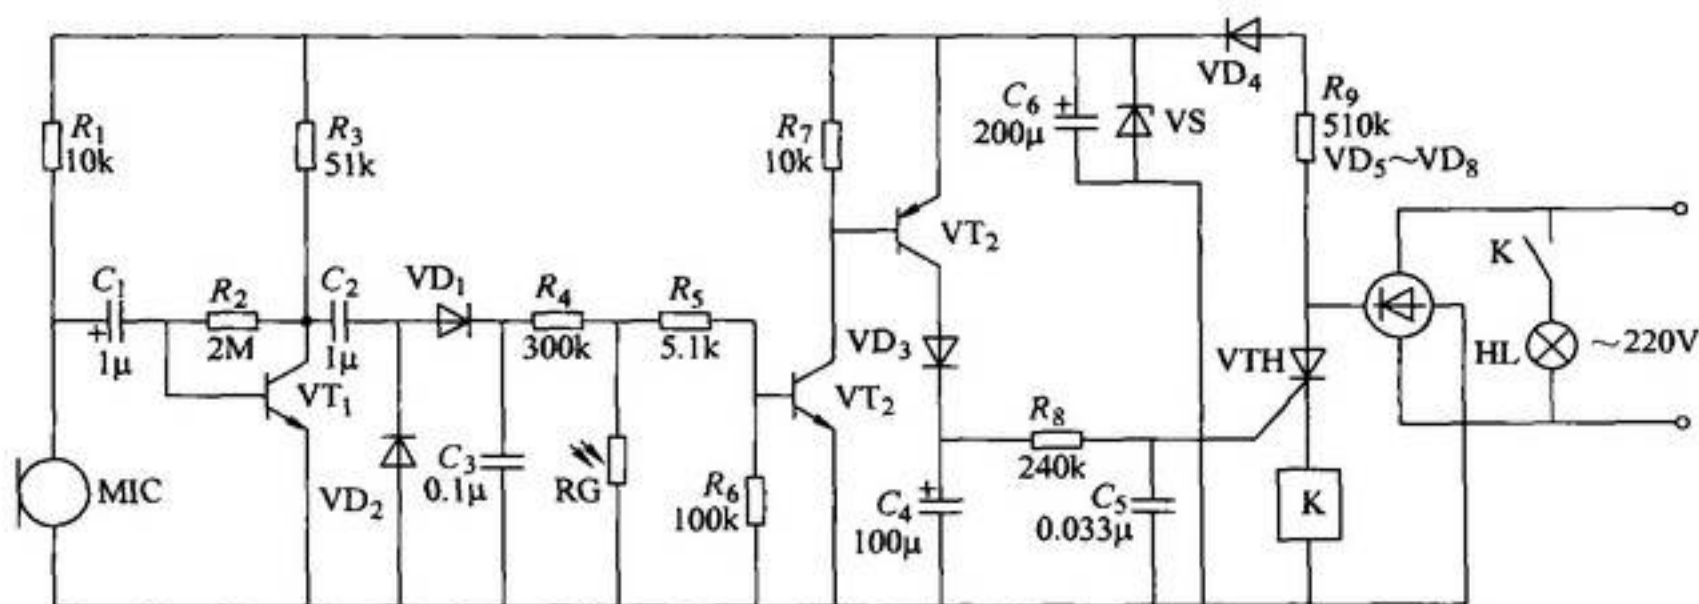 VD₄
R₁
10k
R₃
51k
R₇
10k
C₆ +
200μ
VS
R₉
510k
VD₅~VD₈
VT₂
K
C₁
+
1μ
R₂
2M
C₂
1μ
VD₁
R₄
300k
R₅
5.1k
VD₃
VTH
HL
~220V
VT₁
VT₂
R₈
240k
MIC
VD₂
C₃
0.1μ
RG
R₆
100k
+
C₄
100μ
C₅
0.033μ
K